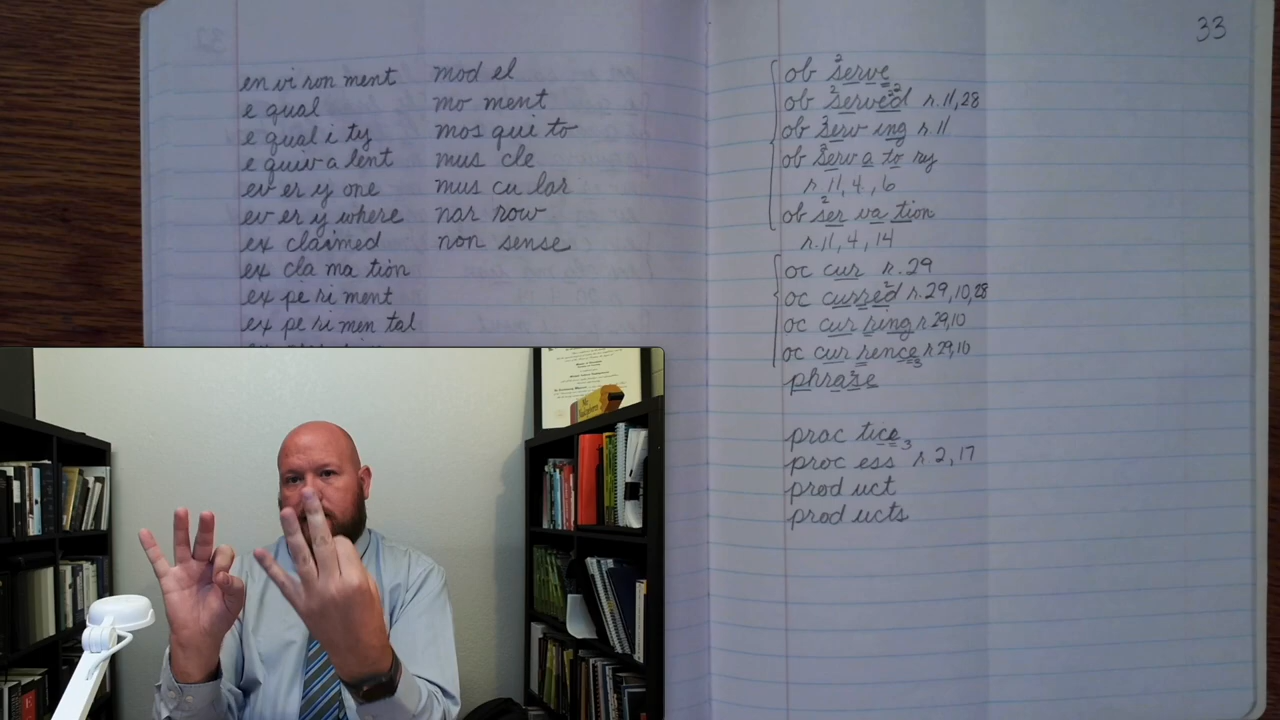 33
en vi ron ment
e qual
e qual i ty
e quiv a lent
ev er y one
ev er y where
ex claimed
ex cla ma tion
ex pe ri ment
ex pe ri men tal
mod el
mo ment
mos qui to
mus cle
mus cu lar
nar row
non sense
ob serve
ob served r.11,28
ob serv ing r.11
ob serv a to ry
r.11,4,6
ob ser va tion
r.11,4,14
oc cur r.29
oc curred r.29,10,28
oc cur ring r 29,10
oc cur rence r 29,10
phrase
prac tice
proc ess r 2,17
prod uct
prod ucts